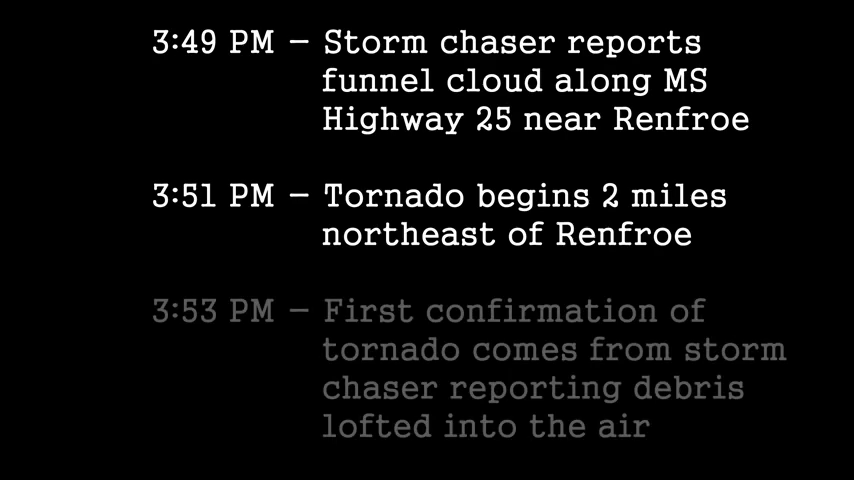 3:49 PM — Storm chaser reports
funnel cloud along MS
Highway 25 near Renfroe
3:51 PM — Tornado begins 2 miles
northeast of Renfroe
3:53 PM — First confirmation of
tornado comes from storm
chaser reporting debris
lofted into the air